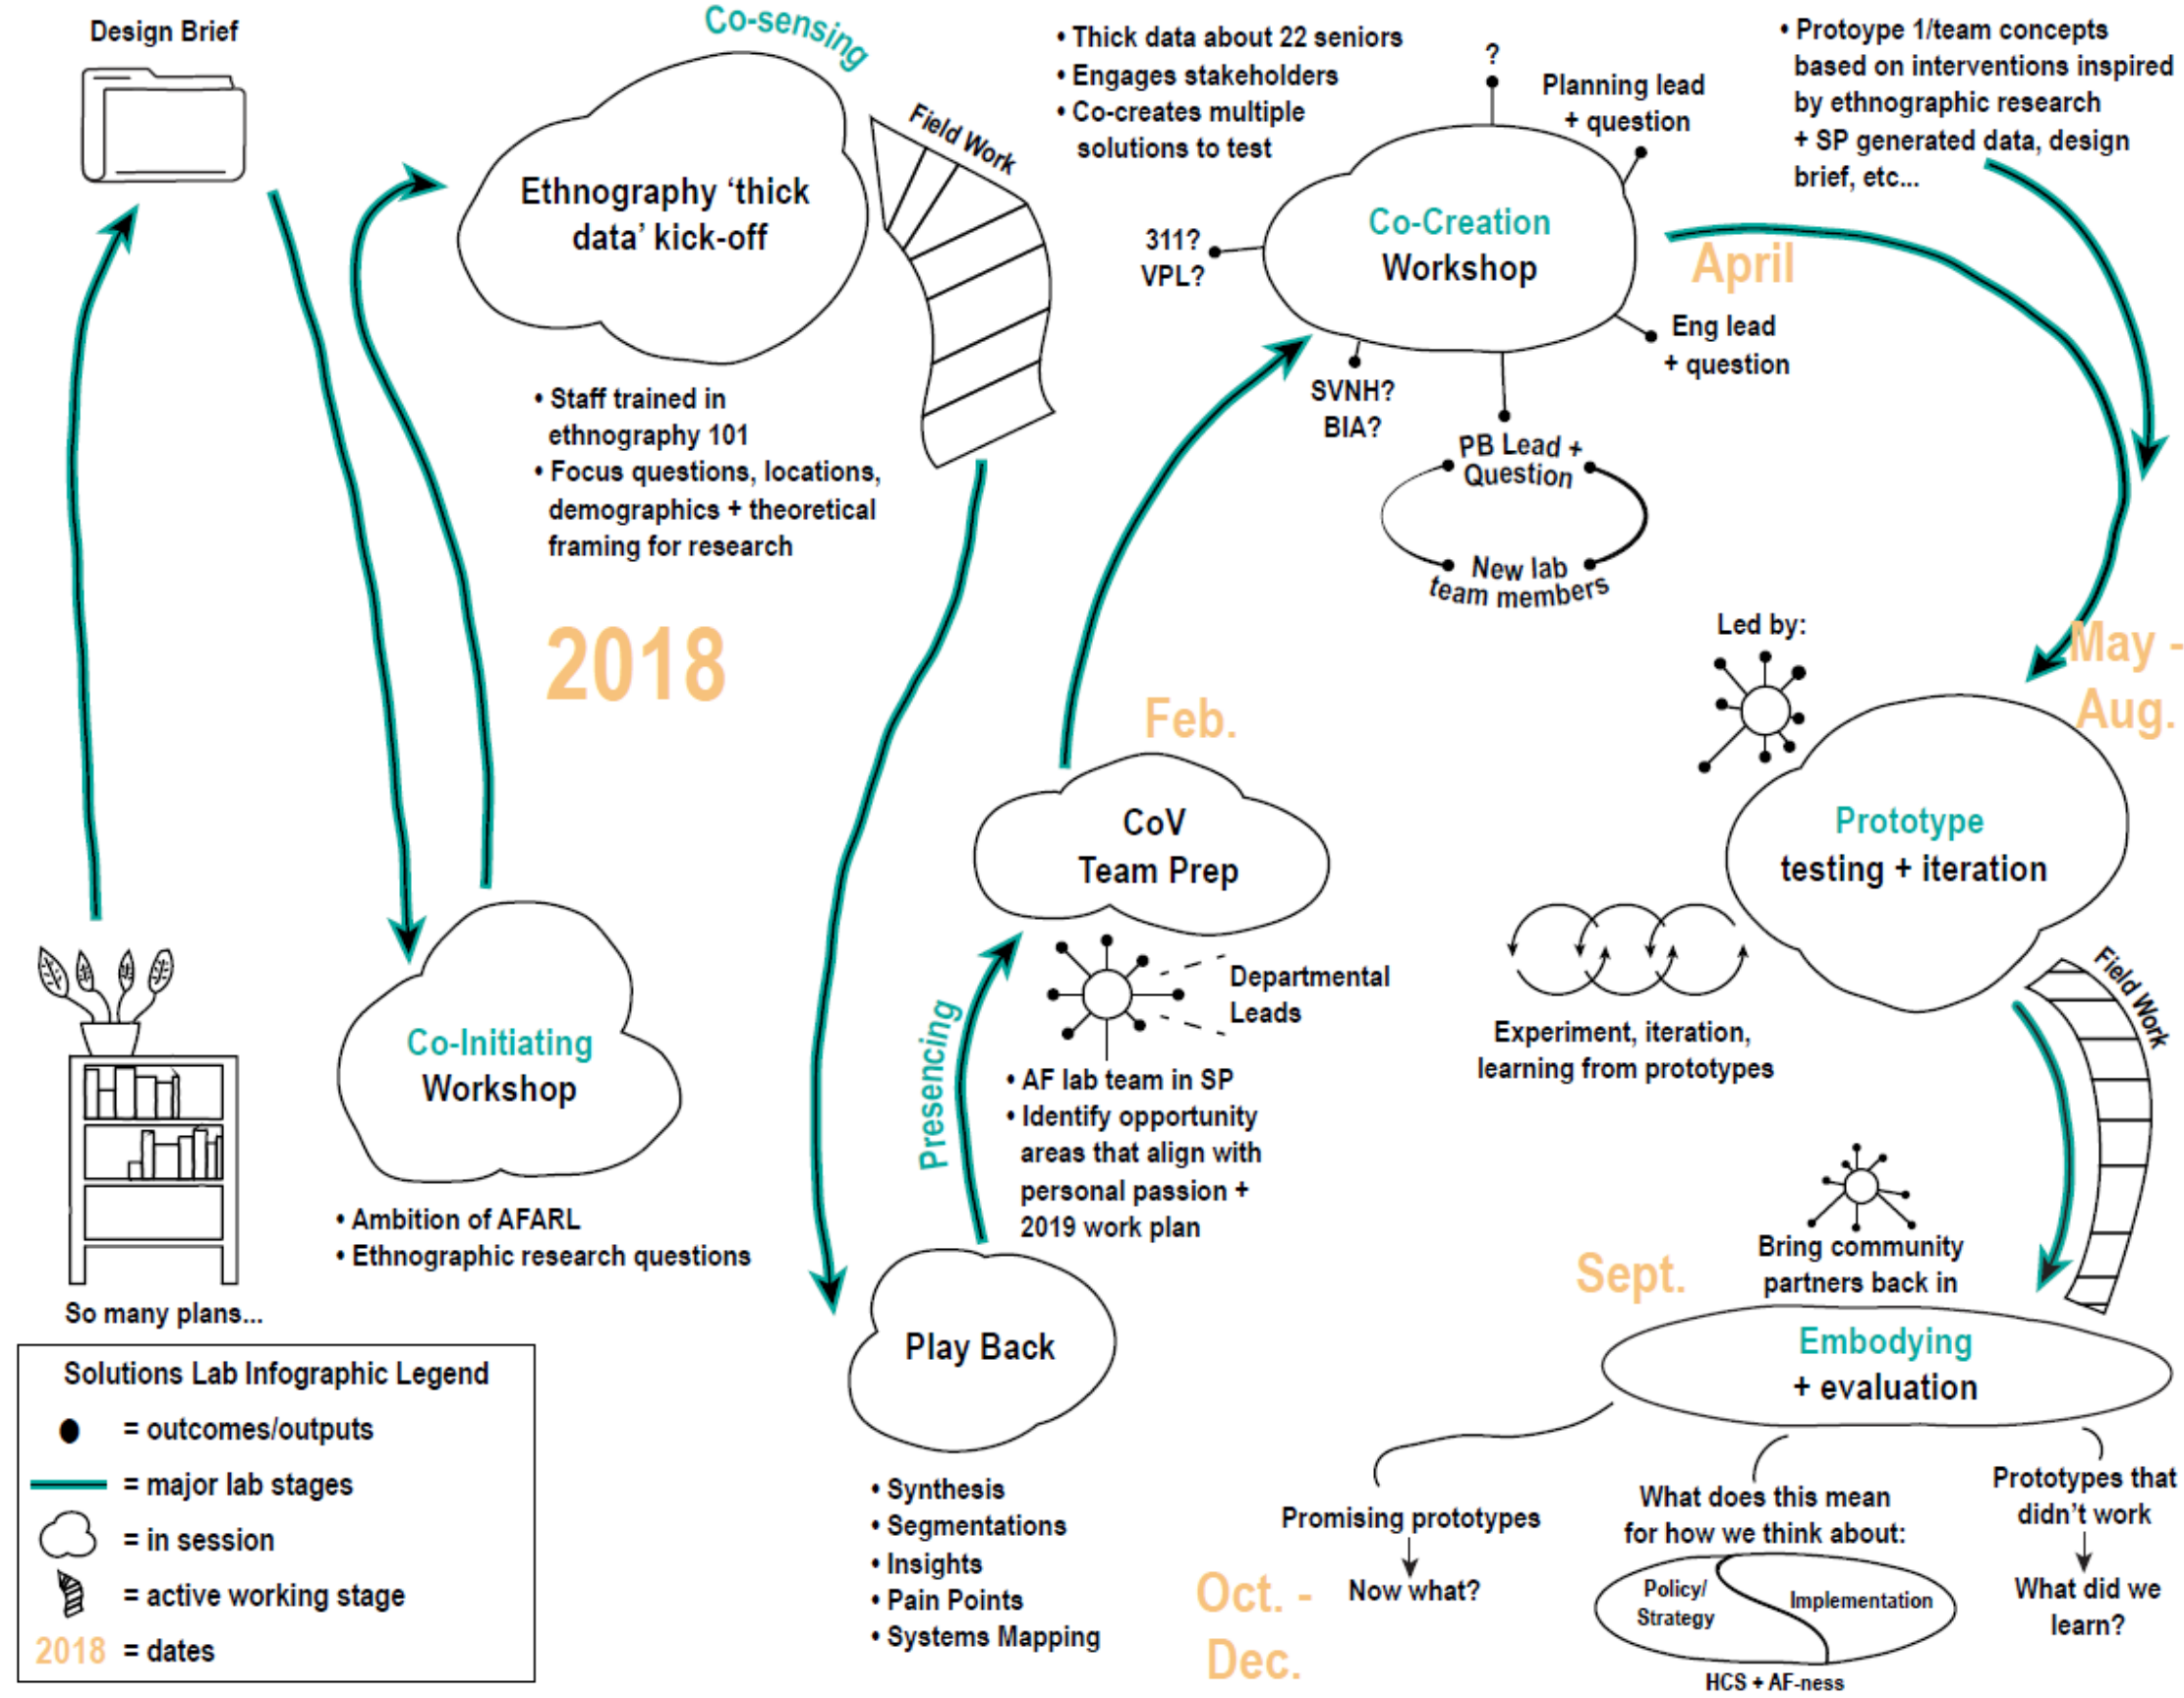 Design Brief
So many plans...
Co-Initiating
Workshop
• Ambition of AFARL
• Ethnographic research questions
Co-sensing
Ethnography ‘thick
data’ kick-off
Field Work
• Staff trained in
ethnography 101
• Focus questions, locations,
demographics + theoretical
framing for research
2018
Play Back
• Synthesis
• Segmentations
• Insights
• Pain Points
• Systems Mapping
Presencing
Feb.
CoV
Team Prep
Departmental
Leads
• AF lab team in SP
• Identify opportunity
areas that align with
personal passion +
2019 work plan
• Thick data about 22 seniors
• Engages stakeholders
• Co-creates multiple
solutions to test
Co-Creation
Workshop
?
Planning lead
+ question
311?
VPL?
Eng lead
+ question
SVNH?
BIA?
PB Lead +
Question
New lab
team members
April
• Protoype 1/team concepts
based on interventions inspired
by ethnographic research
+ SP generated data, design
brief, etc...
May -
Aug.
Led by:
Prototype
testing + iteration
Experiment, iteration,
learning from prototypes
Field Work
Bring community
partners back in
Sept.
Embodying
+ evaluation
Promising prototypes
Now what?
What does this mean
for how we think about:
Policy/
Strategy
Implementation
HCS + AF-ness
Prototypes that
didn’t work
What did we
learn?
Oct. -
Dec.
Solutions Lab Infographic Legend
= outcomes/outputs
= major lab stages
= in session
= active working stage
2018 = dates